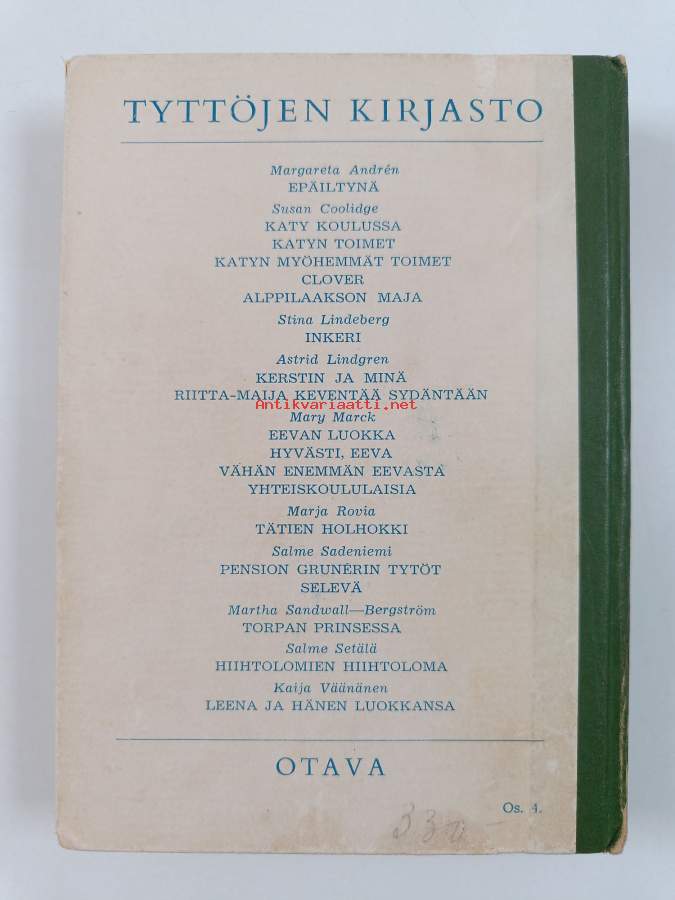 TYTTÖJEN KIRJASTO
Margareta Andrén
EPÄILTYNÄ
Susan Coolidge
KATY KOULUSSA
KATYN TOIMET
KATYN MYÖHEMMÄT TOIMET
CLOVER
ALPPILAAKSON MAJA
Stina Lindeberg
INKERI
Astrid Lindgren
KERSTIN JA MINÄ
RIITTA-MAIJA KEVENTÄÄ SYDÄNTÄÄN
Antikvariaatti.net
Mary Marck
EEVAN LUOKKA
HYVÄSTI, EEVA
VÄHÄN ENEMMÄN EEVASTA
YHTEISKOULULAISIA
Marja Rovia
TÄTIEN HOLHOKKI
Salme Sadeniemi
PENSION GRUNÉRIN TYTÖT
SELEVÄ
Martha Sandwall—Bergström
TORPAN PRINSESSA
Salme Setälä
HIIHTOLOMIEN HIIHTOLOMA
Kaija Väänänen
LEENA JA HÄNEN LUOKKANSA
OTAVA
Os. 4.